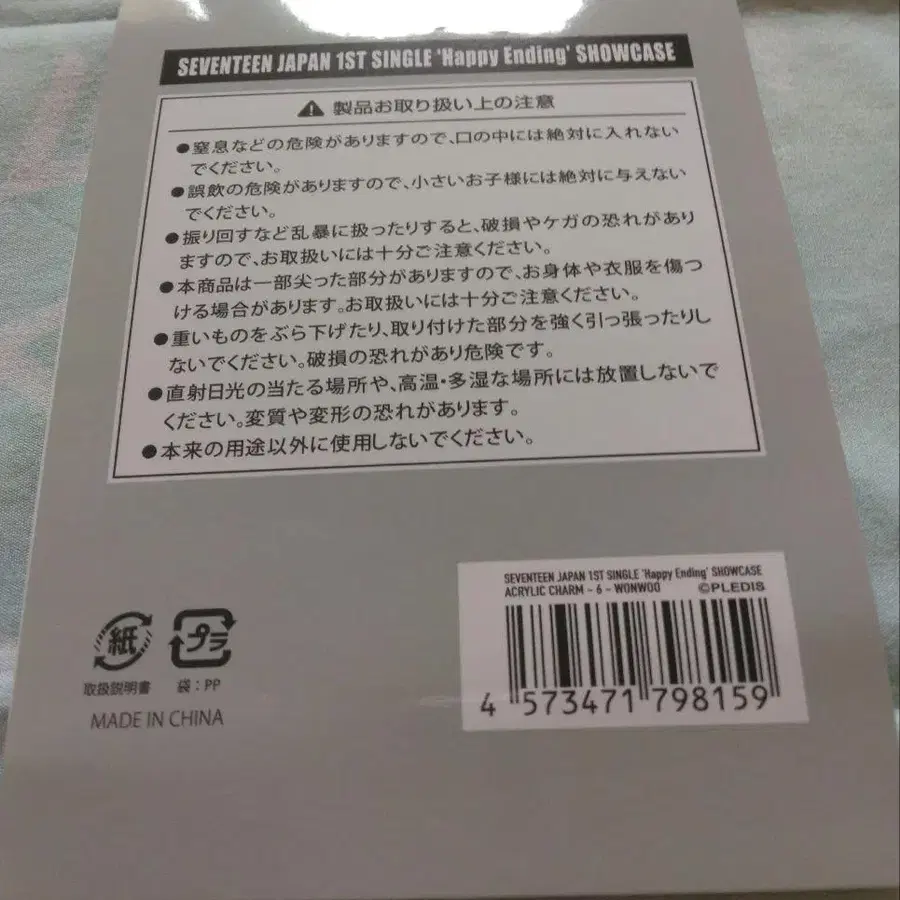 SEVENTEEN JAPAN 1ST SINGLE 'Happy Ending' SHOWCASE
製品お取り扱い上の注意
●窒息などの危険がありますので、口の中には絶対に入れない
でください。
●誤飲の危険がありますので、小さいお子様には絶対に与えない
でください。
●振り回すなど乱暴に扱ったりすると、破損やケガの恐れがあり
ますので、お取扱いには十分ご注意ください。
●本商品は一部尖った部分がありますので、お身体や衣服を傷つ
ける場合があります。お取扱いには十分ご注意ください。
●重いものをぶら下げたり、取り付けた部分を強く引っ張ったりし
ないでください。破損の恐れがあり危険です。
●直射日光の当たる場所や、高温・多湿な場所には放置しないで
ください。変質や変形の恐れがあります。
●本来の用途以外に使用しないでください。
SEVENTEEN JAPAN 1ST SINGLE 'Happy Ending' SHOWCASE
ACRYLIC CHARM - 6 - WONWOO ©PLEDIS
4 573471 798159
紙 プラ
取扱説明書 袋:PP
MADE IN CHINA